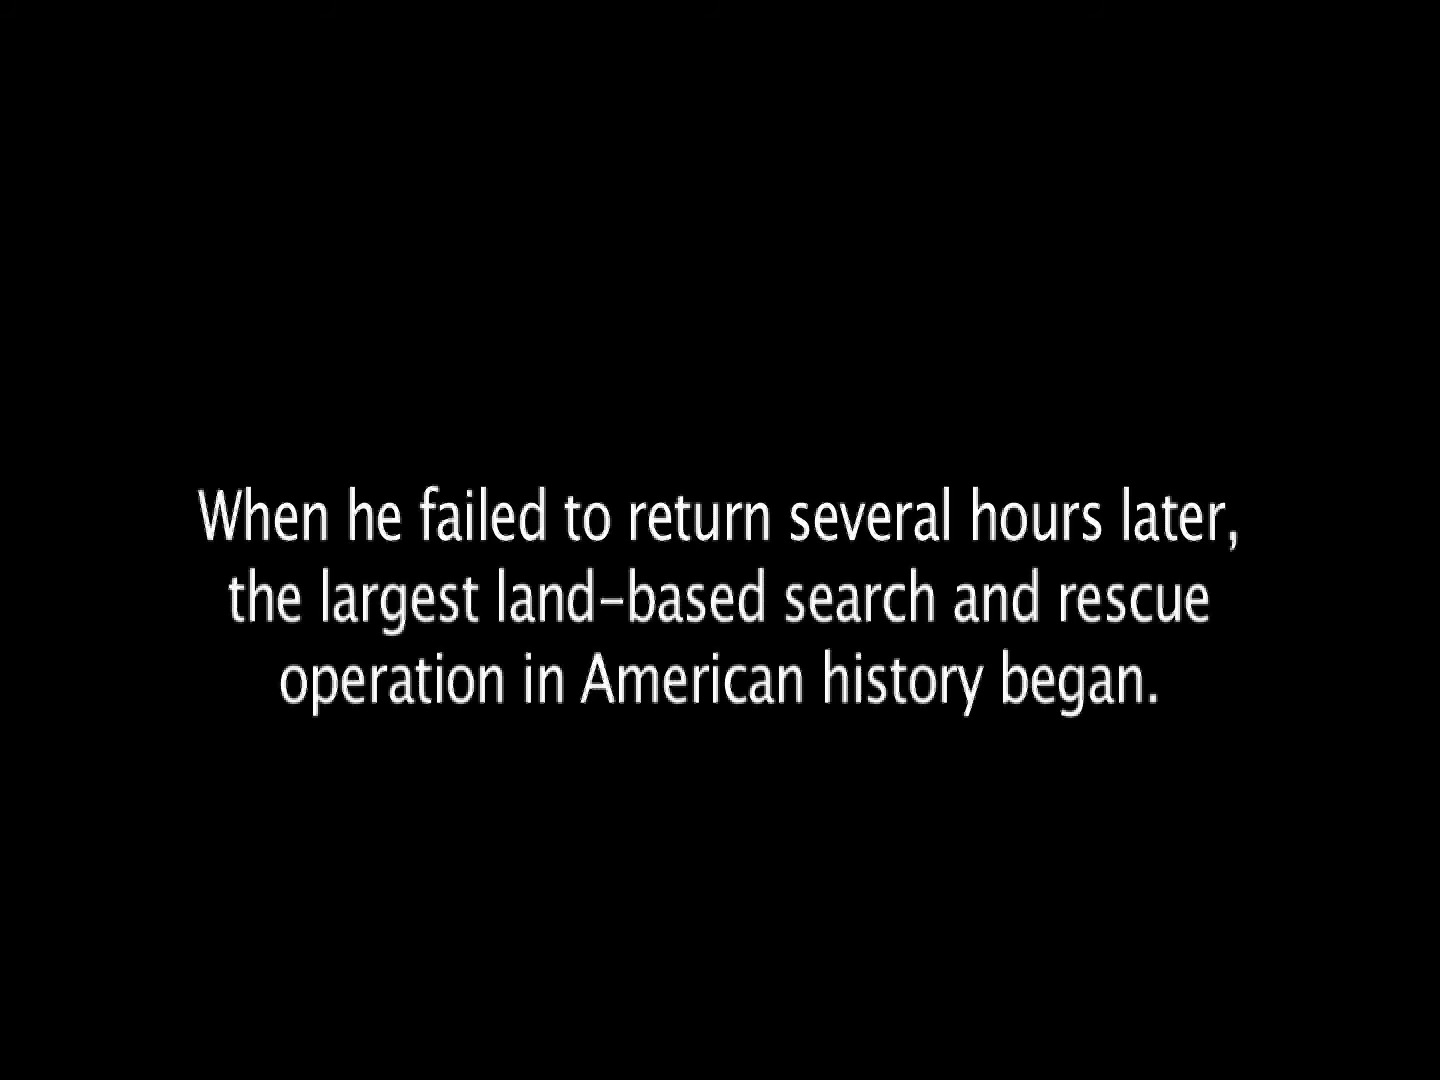 When he failed to return several hours later,
the largest land-based search and rescue
operation in American history began.